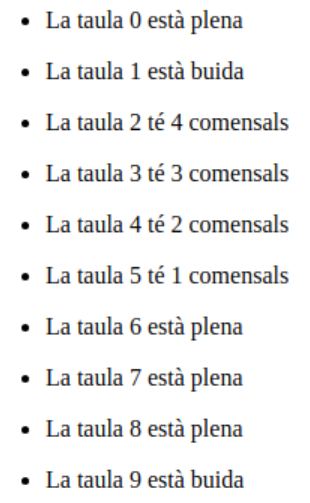 La taula 0 està plena
La taula 1 està buida
La taula 2 té 4 comensals
La taula 3 té 3 comensals
La taula 4 té 2 comensals
La taula 5 té 1 comensals
La taula 6 està plena
La taula 7 està plena
La taula 8 està plena
La taula 9 està buida